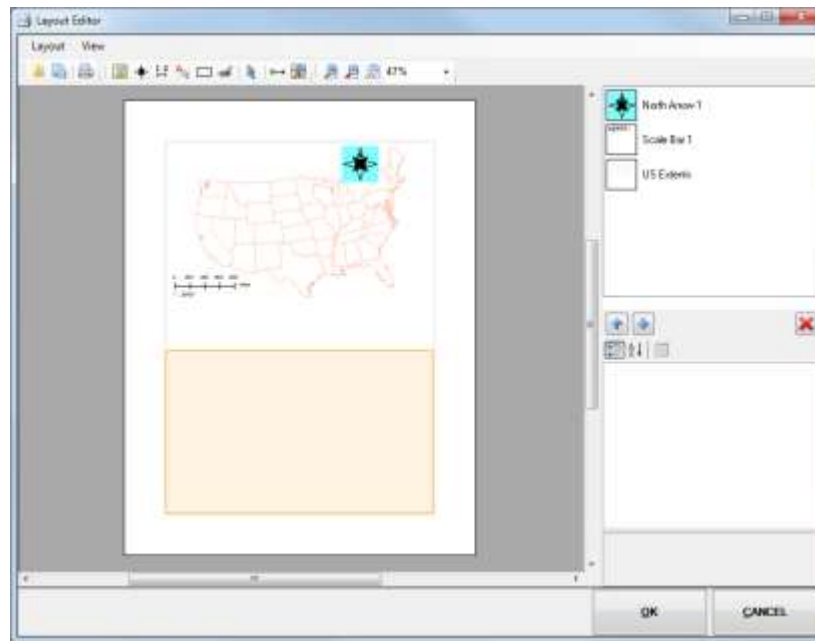 Layout Editor
Layout View
47%
North Arrow 1
Scale Bar 1
US Extents
OK CANCEL